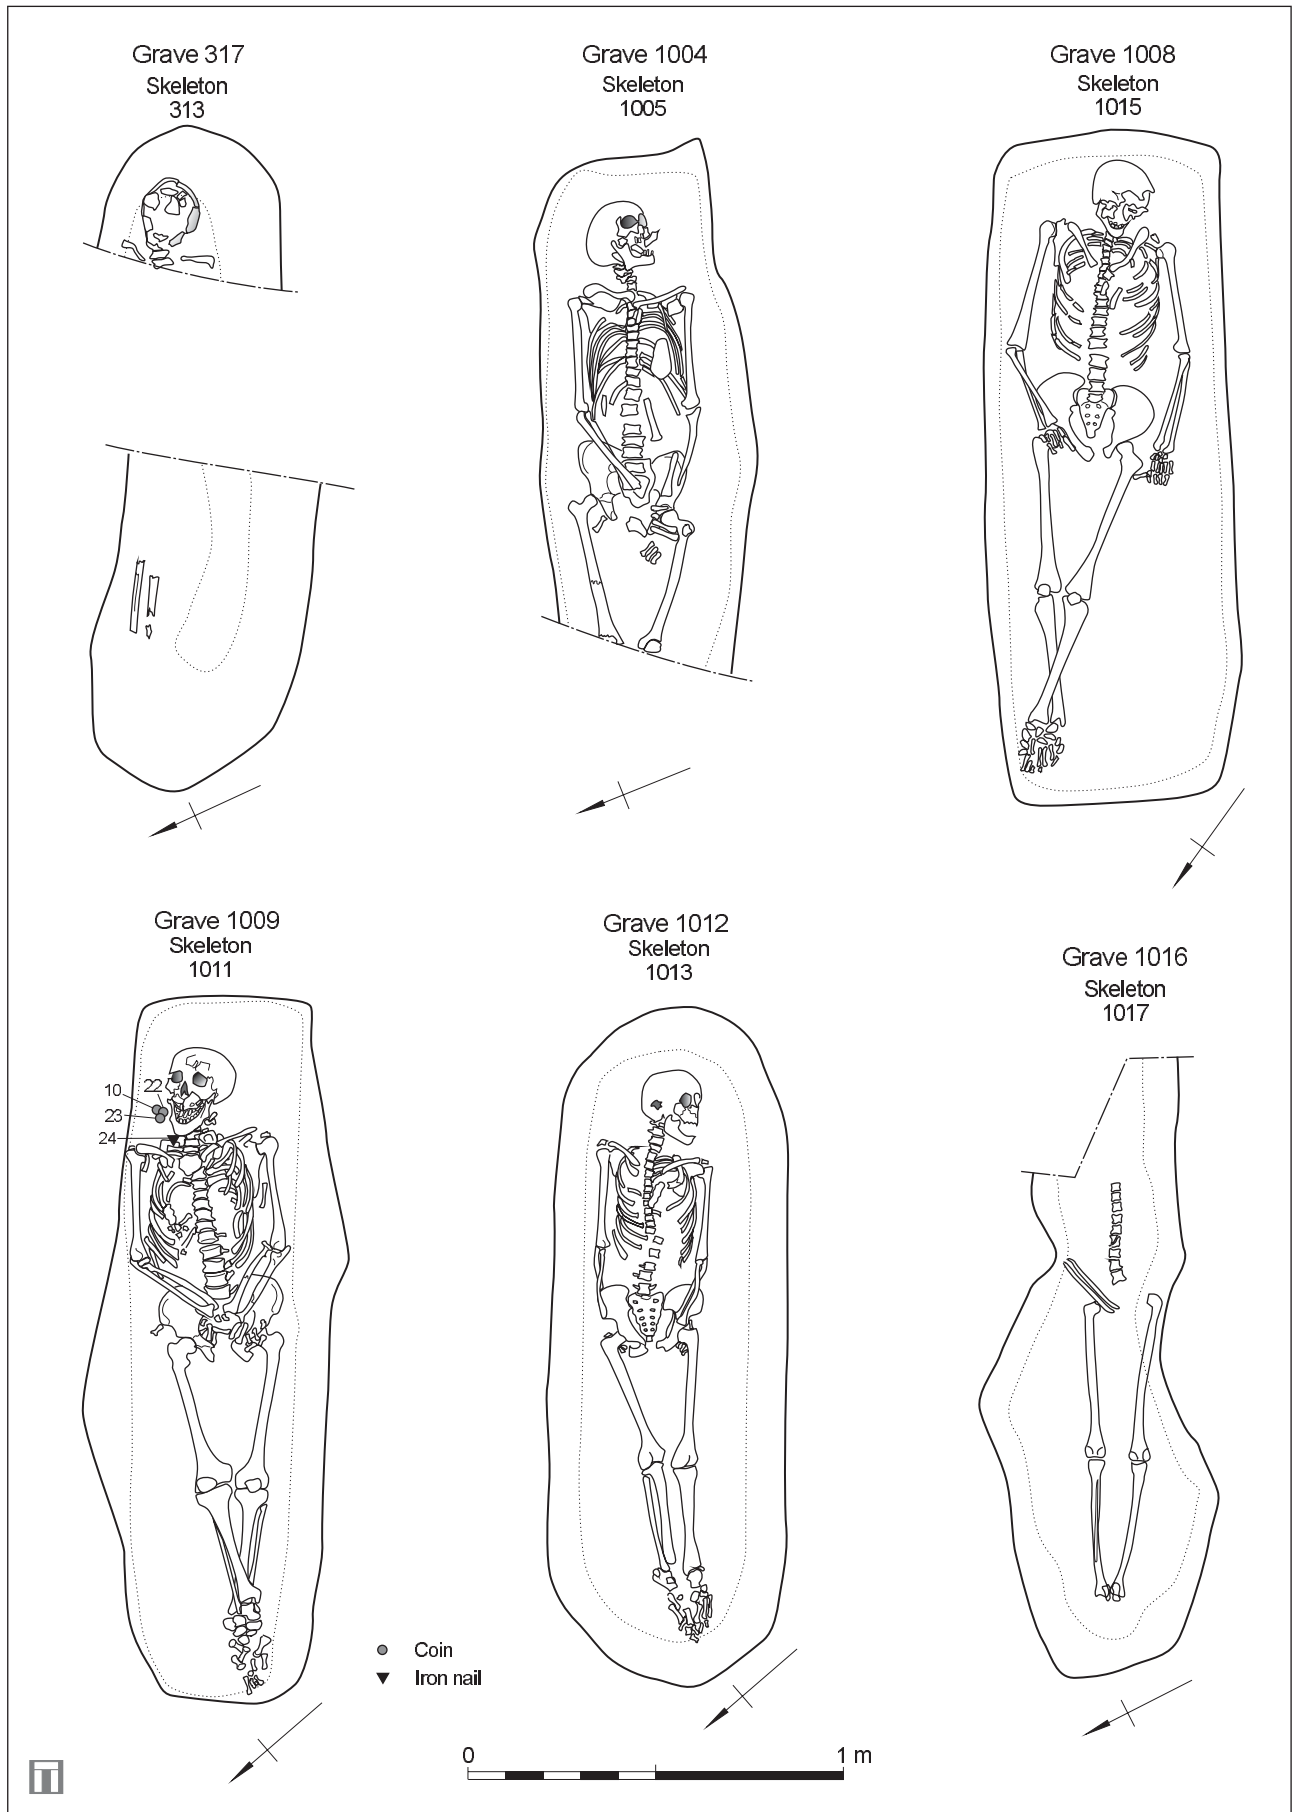 Grave 317
Skeleton
313
Grave 1004
Skeleton
1005
Grave 1008
Skeleton
1015
Grave 1009
Skeleton
1011
10
22
23
24
Grave 1012
Skeleton
1013
Grave 1016
Skeleton
1017
Coin
Iron nail
0
1 m